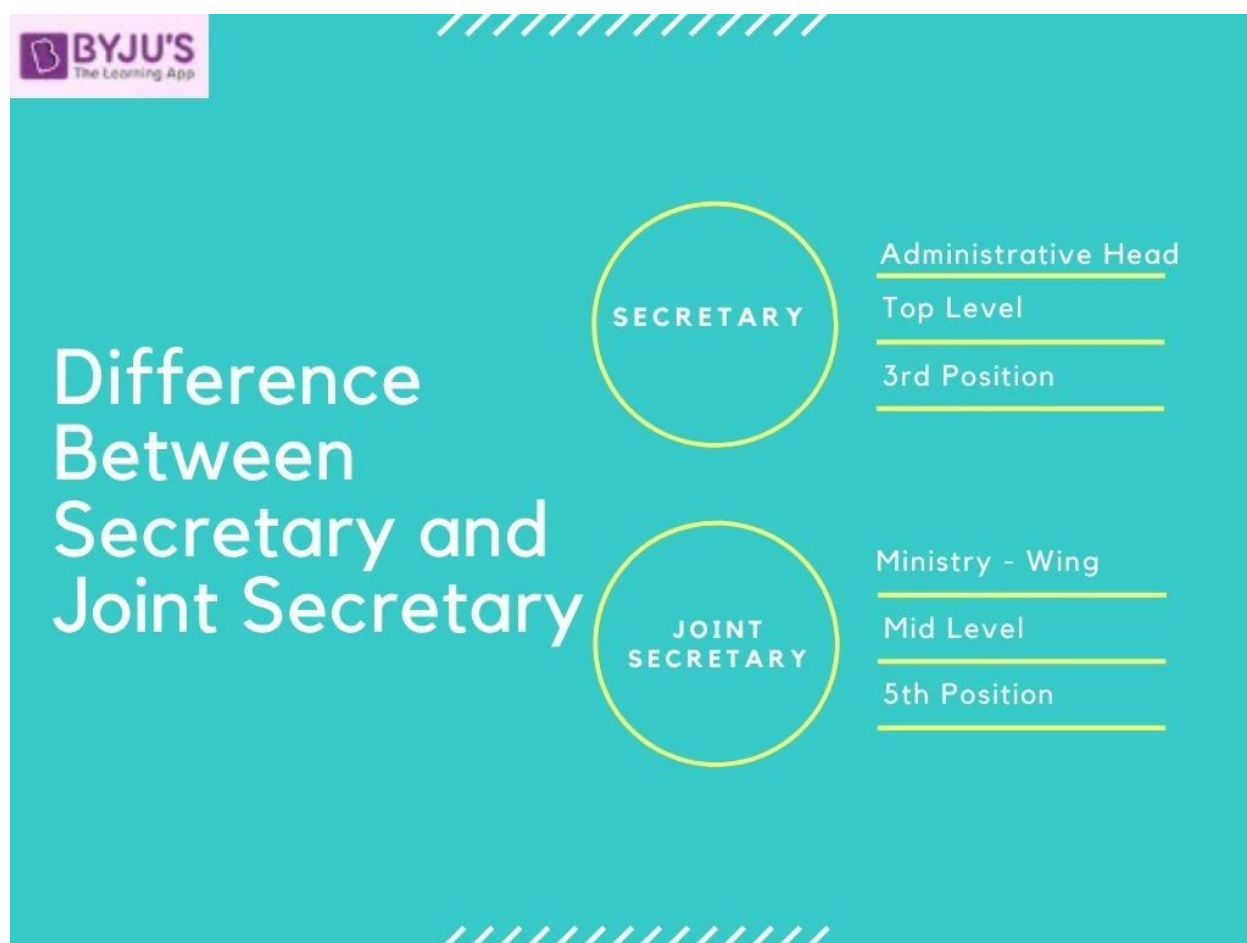 BYJU'S
The Learning App
Difference
Between
Secretary and
Joint Secretary
SECRETARY
Administrative Head
Top Level
3rd Position
JOINT
SECRETARY
Ministry - Wing
Mid Level
5th Position